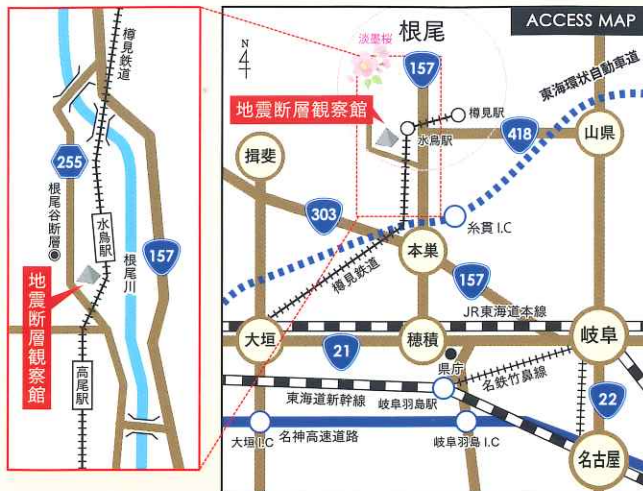 樽見鉄道
255
根尾谷断層
水鳥駅
根尾川
157
地震断層観察館
高尾駅
ACCESS MAP
N
根尾
淡墨桜
157
東海環状自動車道
地震断層観察館
樽見駅
水鳥駅
418
山県
揖斐
303
糸貫I.C
本巣
樽見鉄道
157
JR東海道本線
大垣
21
穂積
岐阜
県庁
名鉄竹鼻線
東海道新幹線
岐阜羽島駅
22
大垣I.C
名神高速道路
岐阜羽島I.C
名古屋